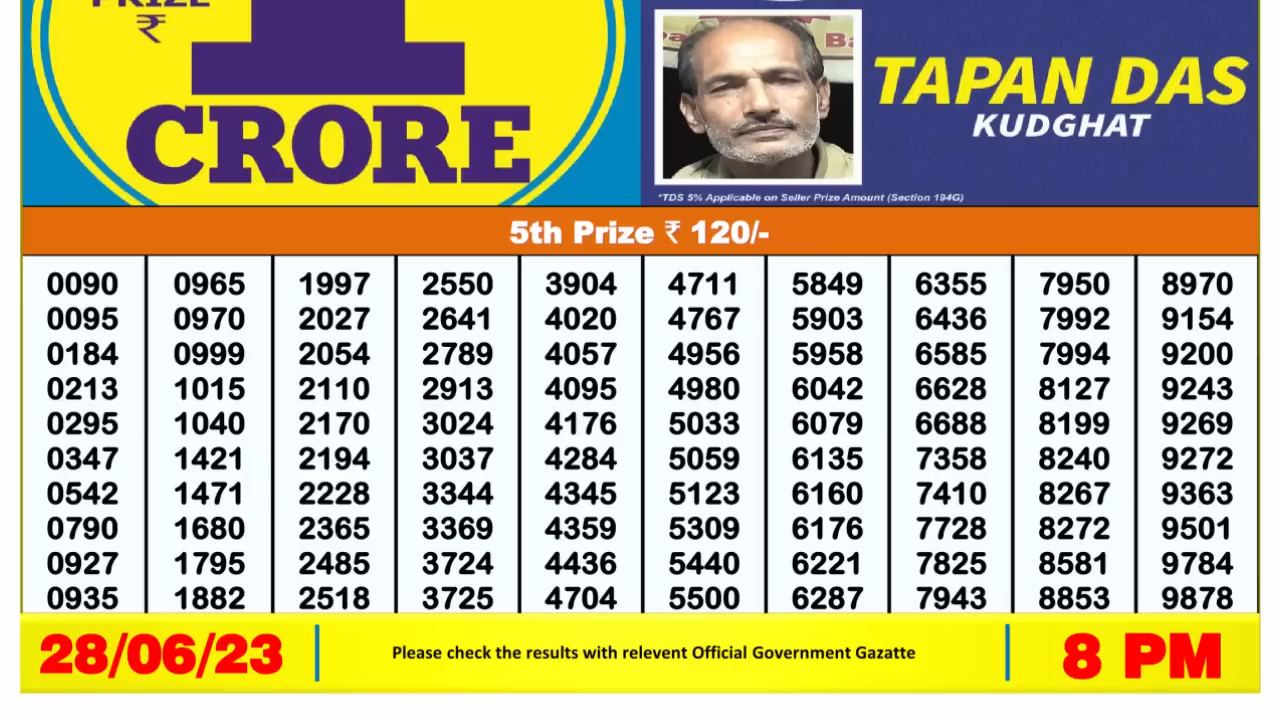 PRIZE
₹
1
CRORE
Ba
TAPAN DAS
KUDGHAT
*TDS 5% Applicable on Seller Prize Amount (Section 194G)
5th Prize ₹ 120/-
0090 0965 1997 2550 3904 4711 5849 6355 7950 8970
0095 0970 2027 2641 4020 4767 5903 6436 7992 9154
0184 0999 2054 2789 4057 4956 5958 6585 7994 9200
0213 1015 2110 2913 4095 4980 6042 6628 8127 9243
0295 1040 2170 3024 4176 5033 6079 6688 8199 9269
0347 1421 2194 3037 4284 5059 6135 7358 8240 9272
0542 1471 2228 3344 4345 5123 6160 7410 8267 9363
0790 1680 2365 3369 4359 5309 6176 7728 8272 9501
0927 1795 2485 3724 4436 5440 6221 7825 8581 9784
0935 1882 2518 3725 4704 5500 6287 7943 8853 9878
28/06/23
Please check the results with relevent Official Government Gazatte
8 PM